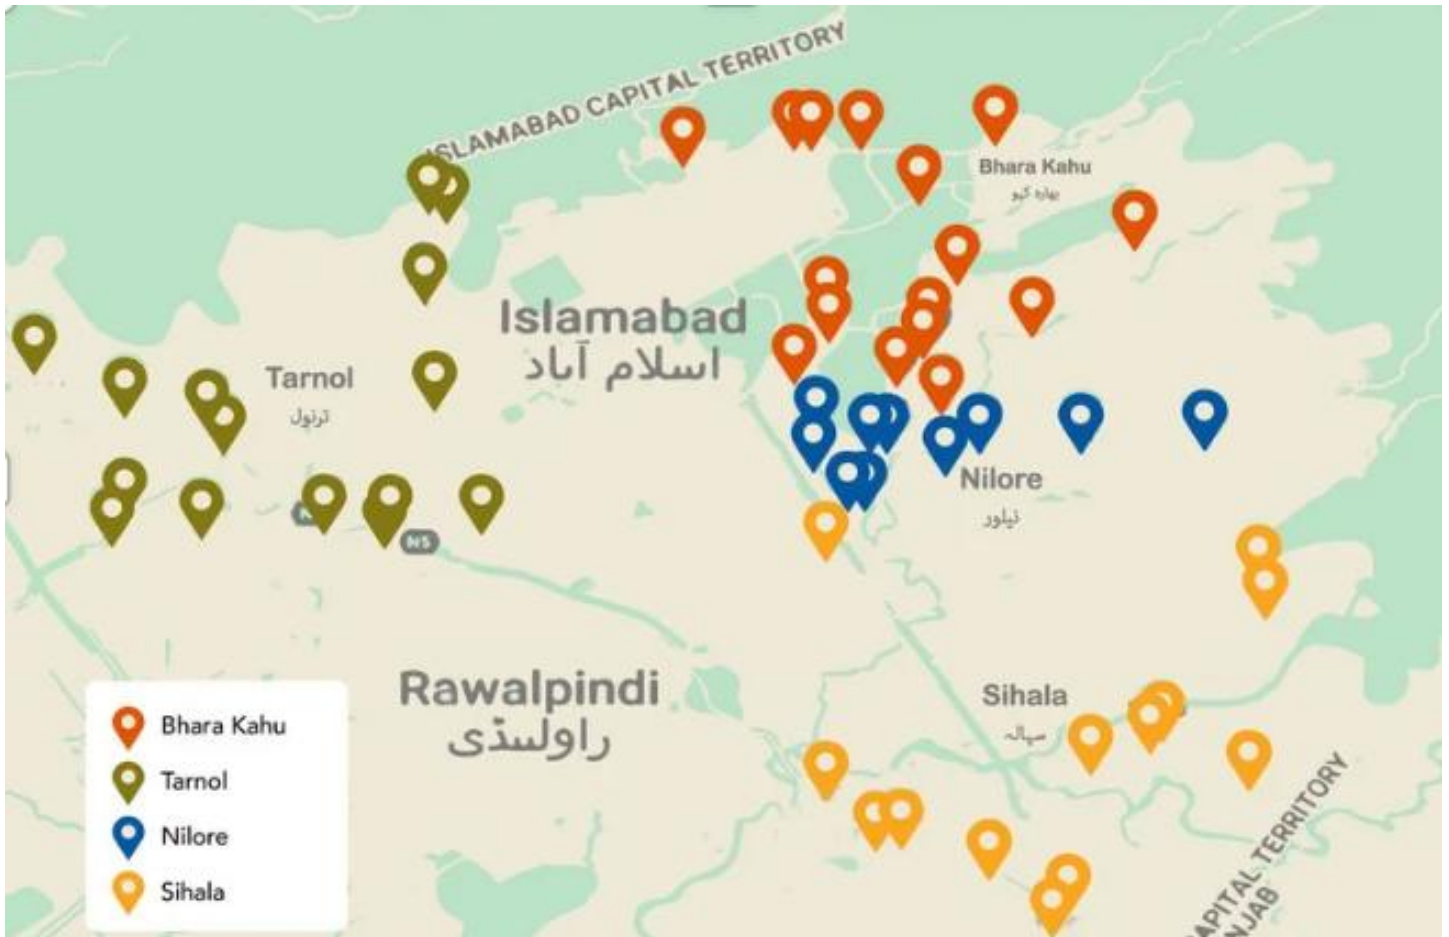 ISLAMABAD CAPITAL TERRITORY
Bhara Kahu
بھارہ کہو
Islamabad
اسلام آباد
Tarnol
ترنول
Nilore
نیلور
N5
Rawalpindi
راولپنڈی
Sihala
سہالہ
CAPITAL TERRITORY
Bhara Kahu
Tarnol
Nilore
Sihala